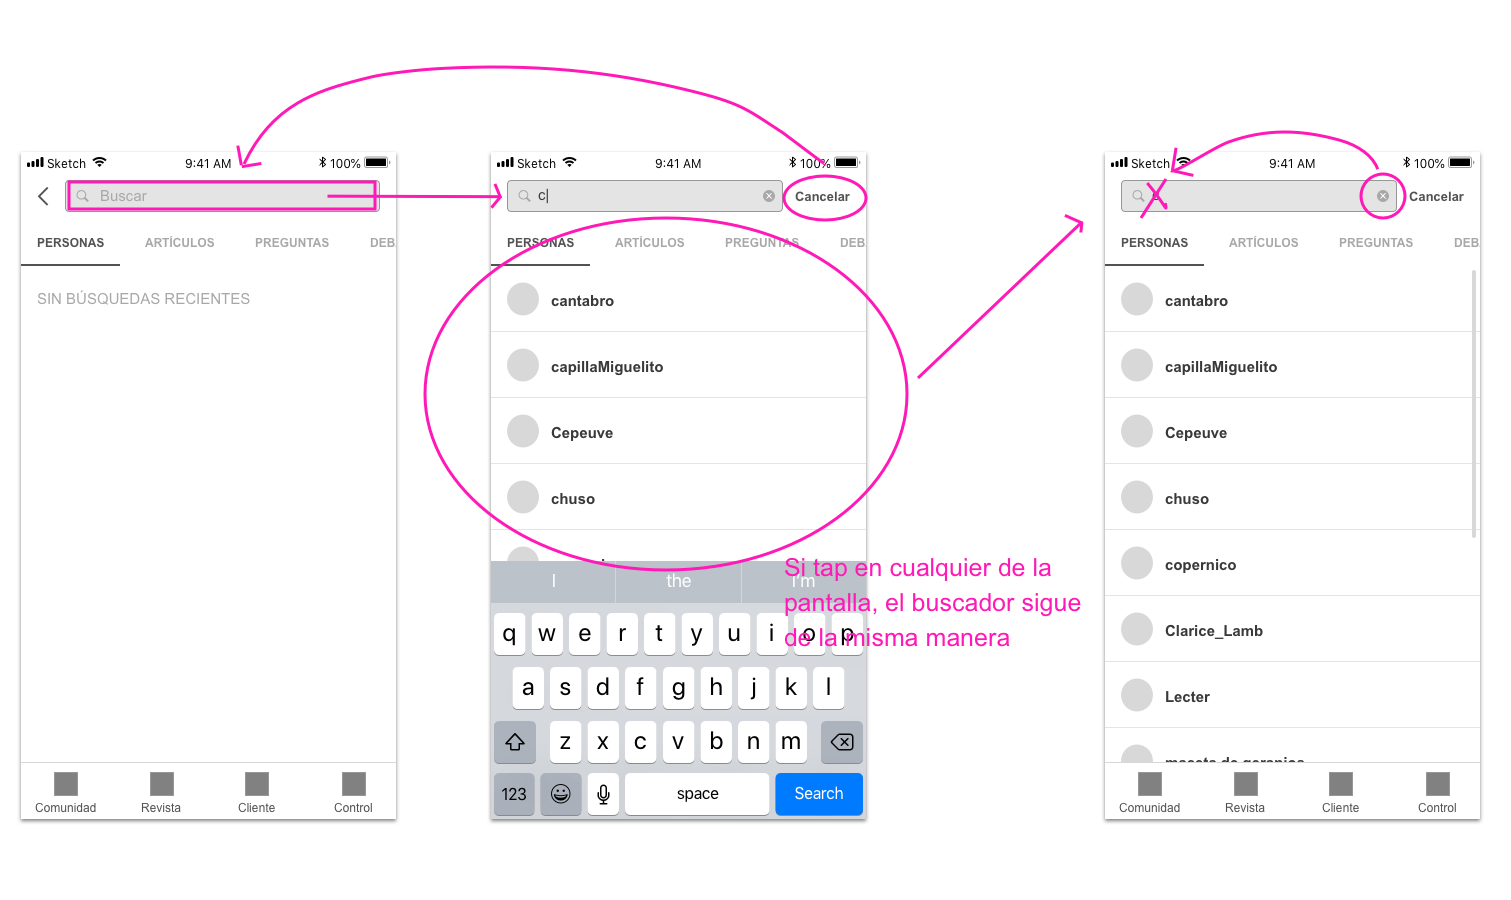 Sketch 9:41 AM 100%
Buscar
PERSONAS ARTÍCULOS PREGUNTAS DEB
SIN BÚSQUEDAS RECIENTES
Comunidad Revista Cliente Control
Sketch 9:41 AM 100%
c Cancelar
PERSONAS ARTÍCULOS PREGUNTAS DEB
cantabro
capillaMiguelito
Cepeuve
chuso
I the I'm
q w e r t y u i o p
a s d f g h j k l
z x c v b n m
123 space Search
Si tap en cualquier de la
pantalla, el buscador sigue
de la misma manera
Sketch 9:41 AM 100%
Cancelar
PERSONAS ARTÍCULOS PREGUNTAS DEB
cantabro
capillaMiguelito
Cepeuve
chuso
copernico
Clarice_Lamb
Lecter
maceta de geranios
Comunidad Revista Cliente Control